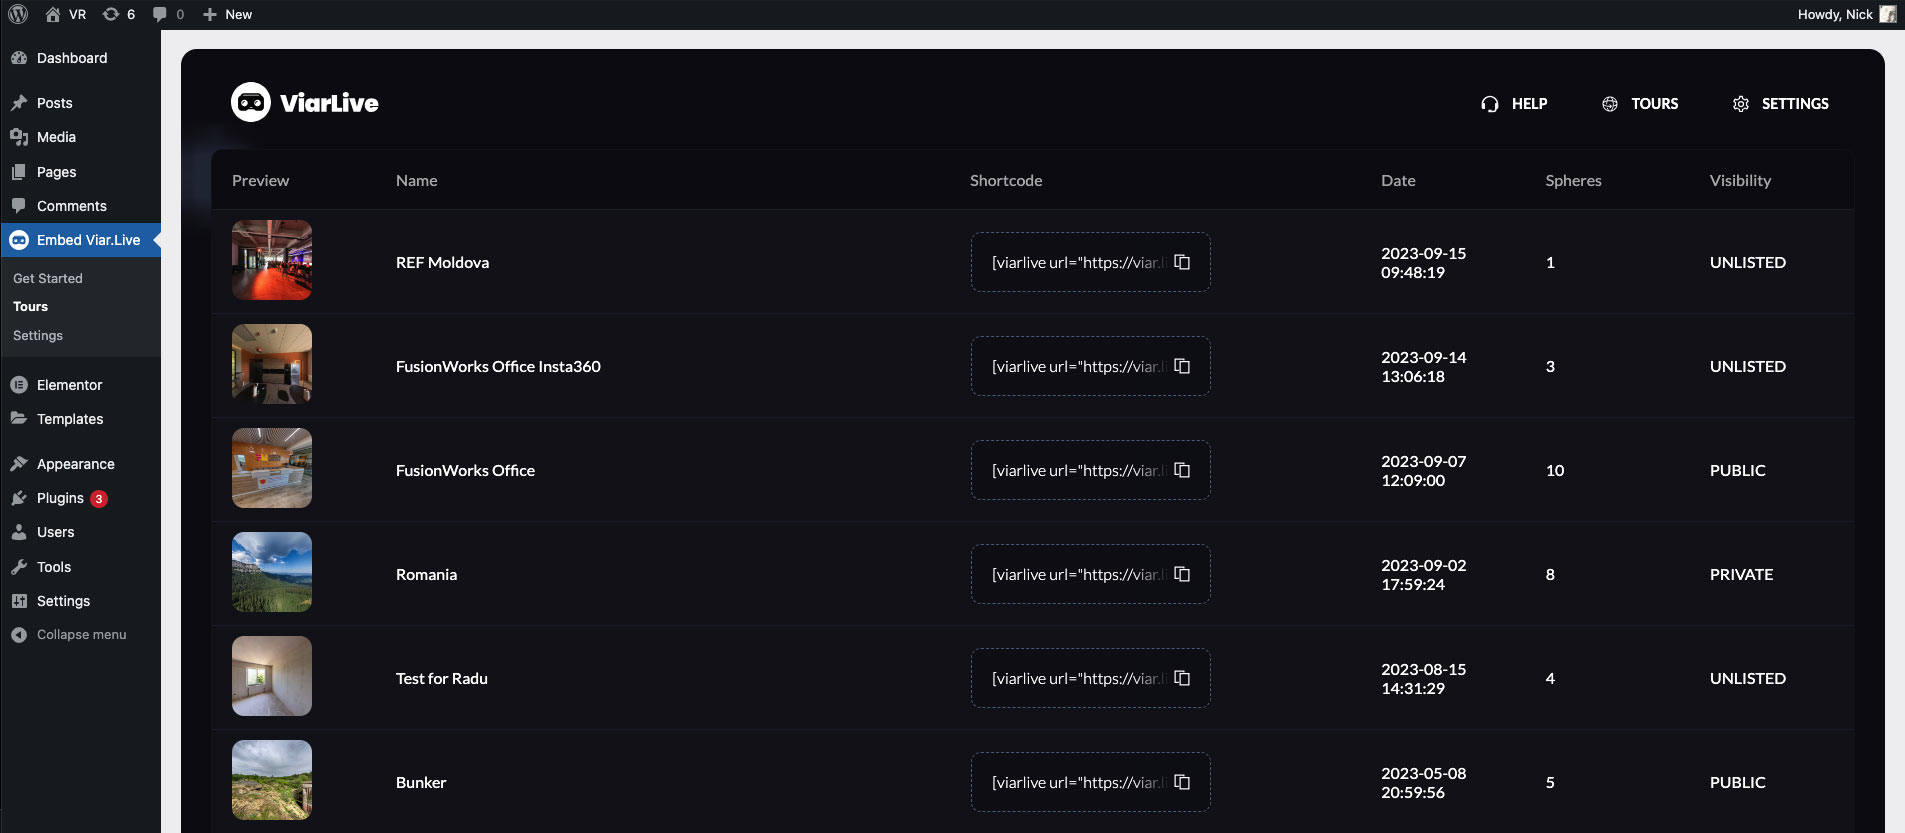 VR 6 0 New Howdy, Nick
Dashboard
Posts
Media
Pages
Comments
Embed Viar.Live
Get Started
Tours
Settings
Elementor
Templates
Appearance
Plugins 3
Users
Tools
Settings
Collapse menu
ViarLive HELP TOURS SETTINGS
Preview Name Shortcode Date Spheres Visibility
REF Moldova [viarlive url="https://viar.l 2023-09-15 1 UNLISTED
09:48:19
FusionWorks Office Insta360 [viarlive url="https://viar.l 2023-09-14 3 UNLISTED
13:06:18
FusionWorks Office [viarlive url="https://viar.l 2023-09-07 10 PUBLIC
12:09:00
Romania [viarlive url="https://viar.l 2023-09-02 8 PRIVATE
17:59:24
Test for Radu [viarlive url="https://viar.l 2023-08-15 4 UNLISTED
14:31:29
Bunker [viarlive url="https://viar.l 2023-05-08 5 PUBLIC
20:59:56